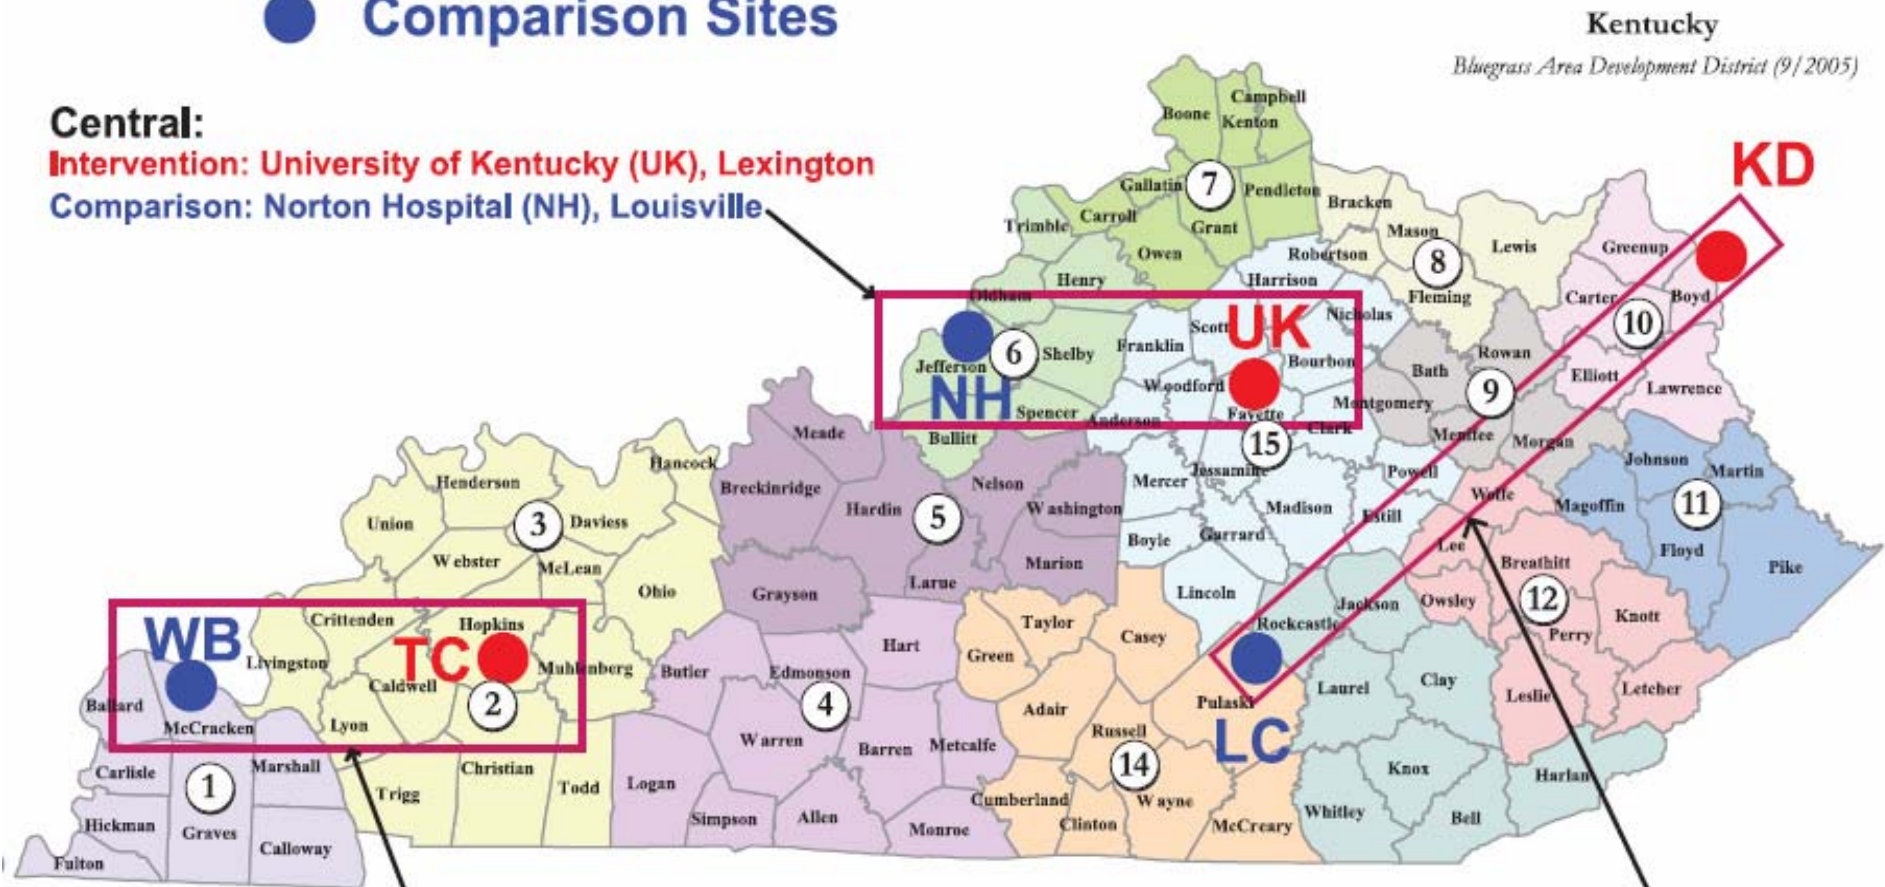 Comparison Sites
Kentucky
Bluegrass Area Development District (9/2005)
Central:
Intervention: University of Kentucky (UK), Lexington
Comparison: Norton Hospital (NH), Louisville
Boone
Campbell
Kenton
KD
Gallatin
7
Pendleton
Bracken
Trimble
Carroll
Grant
Mason
Lewis
Greenup
Owen
Robertson
8
Henry
Harrison
Fleming
Oldham
Carter
Boyd
10
Scott
UK
Nicholas
Jefferson
6
Shelby
Franklin
Bourbon
Rowan
Bath
Elliott
Lawrence
NH
Woodford
9
Spencer
Anderson
Fayette
Montgomery
Clark
Bullitt
15
Menifee
Morgan
Meade
Hancock
Johnson
Martin
Henderson
Breckinridge
Nelson
Mercer
Jessamine
Powell
Wolfe
Magoffin
11
Union
3
Daviess
Hardin
5
Washington
Madison
Estill
Webster
McLean
Boyle
Garrard
Lee
Breathitt
Floyd
Pike
Ohio
Grayson
Larue
Marion
Lincoln
Jackson
Owsley
12
Knott
Crittenden
Hopkins
Taylor
Casey
Rockcastle
Perry
WB
TC
Livingston
Muhlenberg
Butler
Edmonson
Hart
Green
Caldwell
Ballard
McCracken
Lyon
2
4
Adair
Pulaski
Laurel
Clay
Leslie
Letcher
LC
Warren
Barren
Metcalfe
Russell
14
Carlisle
1
Marshall
Christian
Trigg
Todd
Logan
Knox
Harlan
Hickman
Graves
Calloway
Simpson
Allen
Monroe
Cumberland
Clinton
Wayne
McCreary
Whitley
Bell
Fulton